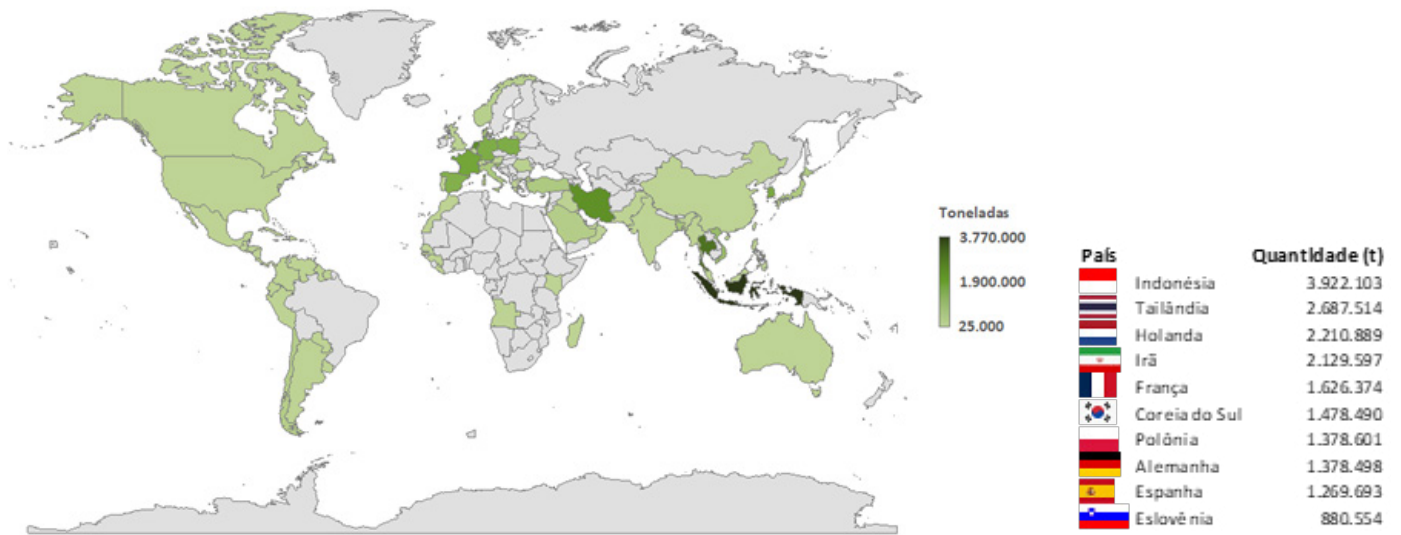 Toneladas
3.770.000
1.900.000
25.000
País Quantidade (t)
Indonésia 3.922.103
Tailândia 2.687.514
Holanda 2.210.889
Irã 2.129.597
França 1.626.374
Coreia do Sul 1.478.490
Polônia 1.378.601
Alemanha 1.378.498
Espanha 1.269.693
Eslovênia 880.554